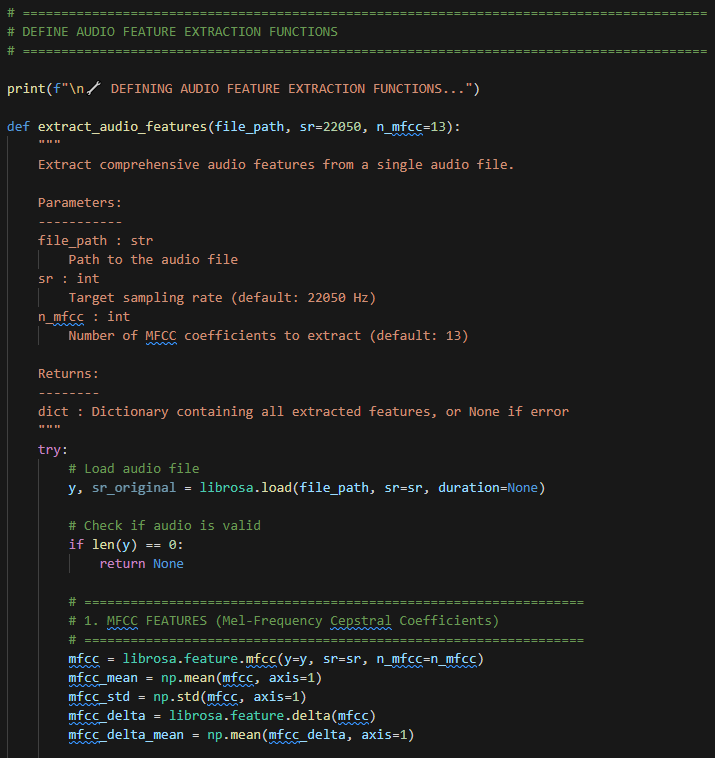 # =========================================================================================
# DEFINE AUDIO FEATURE EXTRACTION FUNCTIONS
# =========================================================================================
print(f"\n🔧 DEFINING AUDIO FEATURE EXTRACTION FUNCTIONS...")
def extract_audio_features(file_path, sr=22050, n_mfcc=13):
    """
    Extract comprehensive audio features from a single audio file.
    Parameters:
    -----------
    file_path : str
        Path to the audio file
    sr : int
        Target sampling rate (default: 22050 Hz)
    n_mfcc : int
        Number of MFCC coefficients to extract (default: 13)
    Returns:
    --------
    dict : Dictionary containing all extracted features, or None if error
    """
    try:
        # Load audio file
        y, sr_original = librosa.load(file_path, sr=sr, duration=None)
        # Check if audio is valid
        if len(y) == 0:
            return None
        # =================================================================
        # 1. MFCC FEATURES (Mel-Frequency Cepstral Coefficients)
        # =================================================================
        mfcc = librosa.feature.mfcc(y=y, sr=sr, n_mfcc=n_mfcc)
        mfcc_mean = np.mean(mfcc, axis=1)
        mfcc_std = np.std(mfcc, axis=1)
        mfcc_delta = librosa.feature.delta(mfcc)
        mfcc_delta_mean = np.mean(mfcc_delta, axis=1)